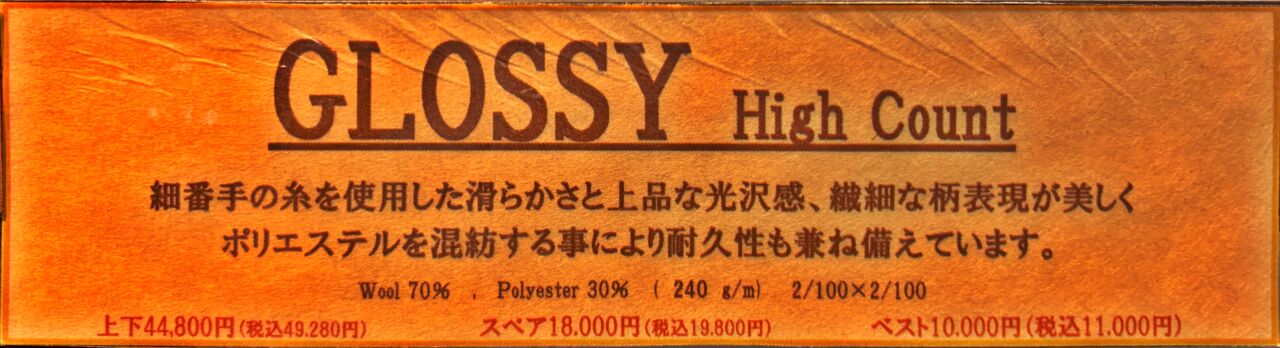 GLOSSY High Count
細番手の糸を使用した滑らかさと上品な光沢感、繊細な柄表現が美しく
ポリエステルを混紡する事により耐久性も兼ね備えています。
Wool 70% , Polyester 30% ( 240 g/m) 2/100×2/100
上下44,800円(税込49.280円) スペア18.000円(税込19.800円) ベスト10.000円(税込11.000円)